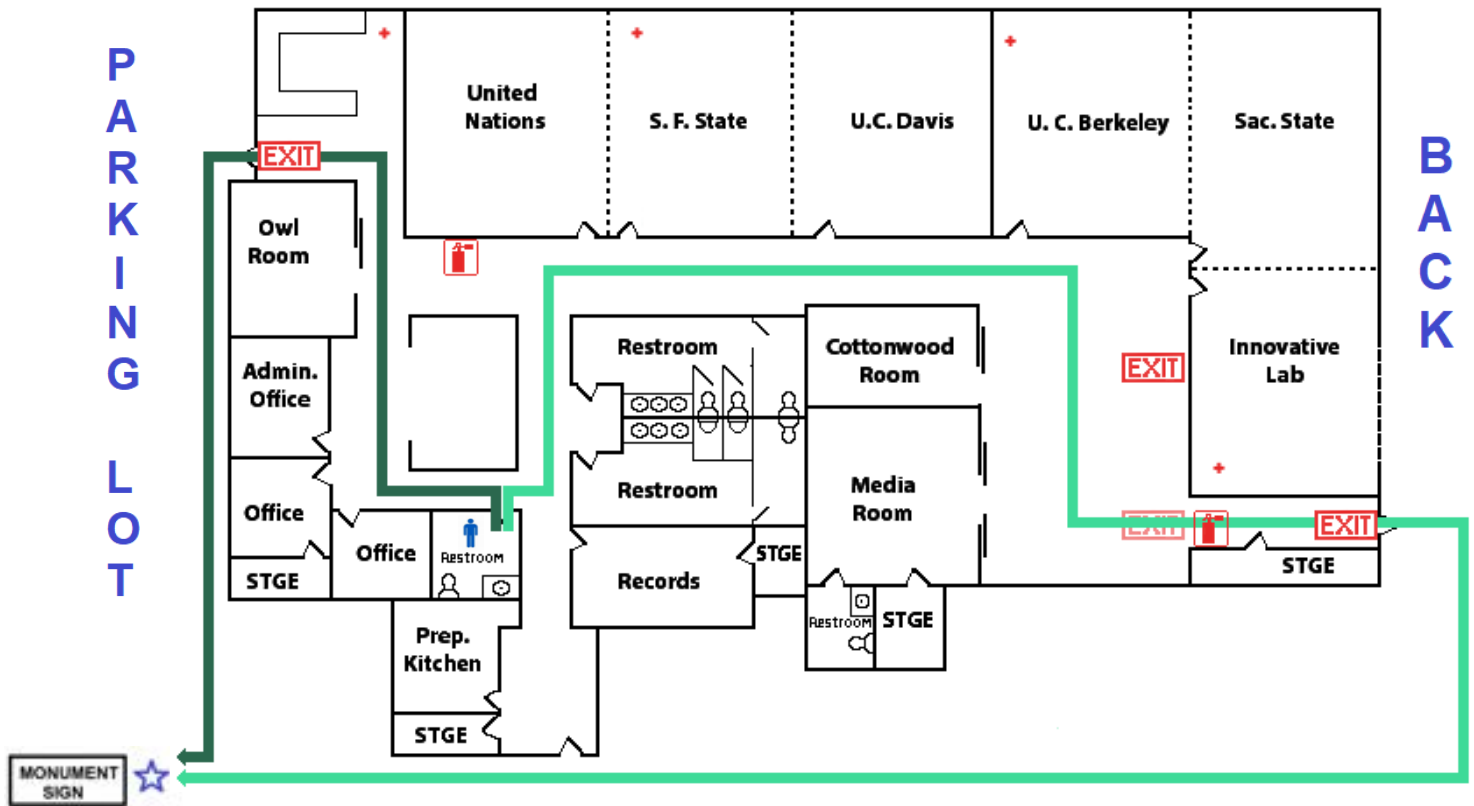 PARKING LOT
United
Nations
S. F. State
U.C. Davis
U. C. Berkeley
Sac. State
BACK
EXIT
Owl
Room
Admin.
Office
Restroom
Cottonwood
Room
EXIT
Innovative
Lab
Office
Office
Restroom
Restroom
Media
Room
EXIT
EXIT
STGE
STGE
Records
STGE
STGE
Restroom
STGE
Prep.
Kitchen
STGE
MONUMENT
SIGN